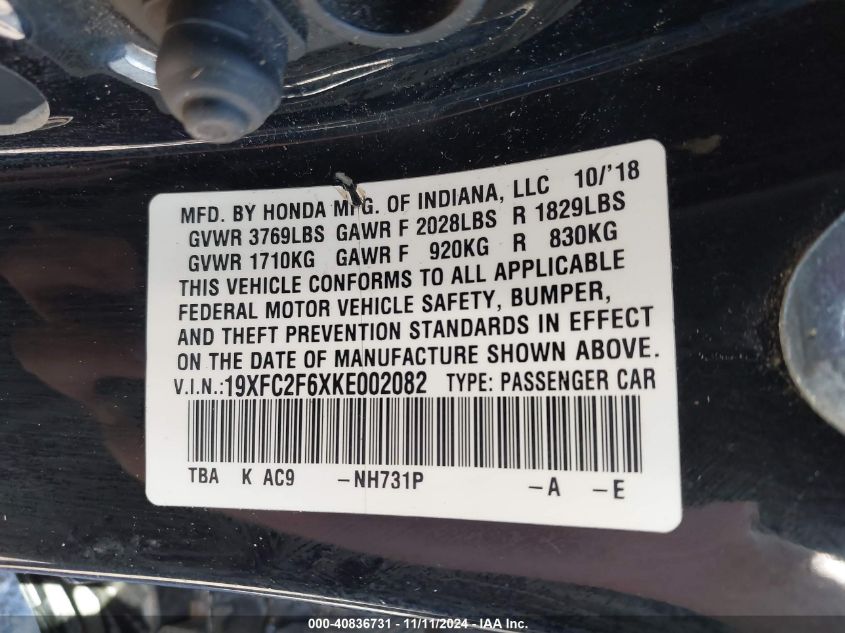 MFD. BY HONDA MFG. OF INDIANA, LLC 10/'18
GVWR 3769LBS GAWR F 2028LBS R 1829LBS
GVWR 1710KG GAWR F 920KG R 830KG
THIS VEHICLE CONFORMS TO ALL APPLICABLE
FEDERAL MOTOR VEHICLE SAFETY, BUMPER,
AND THEFT PREVENTION STANDARDS IN EFFECT
ON THE DATE OF MANUFACTURE SHOWN ABOVE.
V.I.N.:19XFC2F6XKE002082 TYPE: PASSENGER CAR
TBA K AC9 –NH731P –A –E
000-40836731 – 11/11/2024 – IAA Inc.